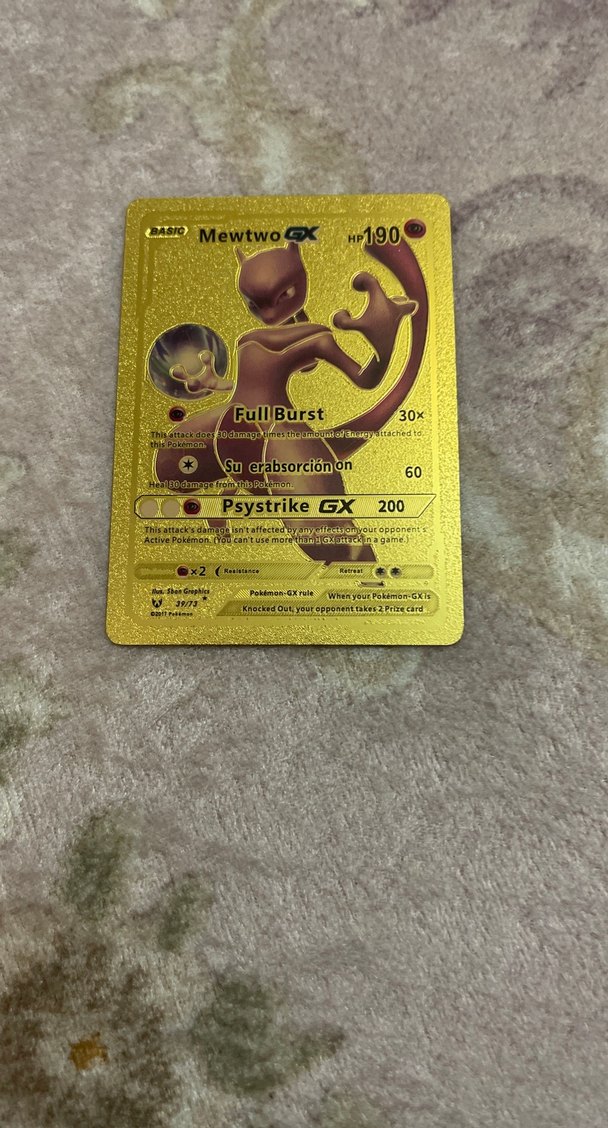 BASIC Mewtwo GX HP190
Full Burst 30×
This attack does 30 damage times the amount of Energy attached to
this Pokémon.
Su erabsorción on 60
Heal 30 damage from this Pokémon.
Psystrike GX 200
This attack's damage isn't affected by any effects on your opponent's
Active Pokémon. (You can't use more than 1 GX attack in a game.)
×2 Resistance Retreat
Illus. 5ban Graphics
39/73
©2017 Pokémon
Pokémon-GX rule When your Pokémon-GX is
Knocked Out, your opponent takes 2 Prize card